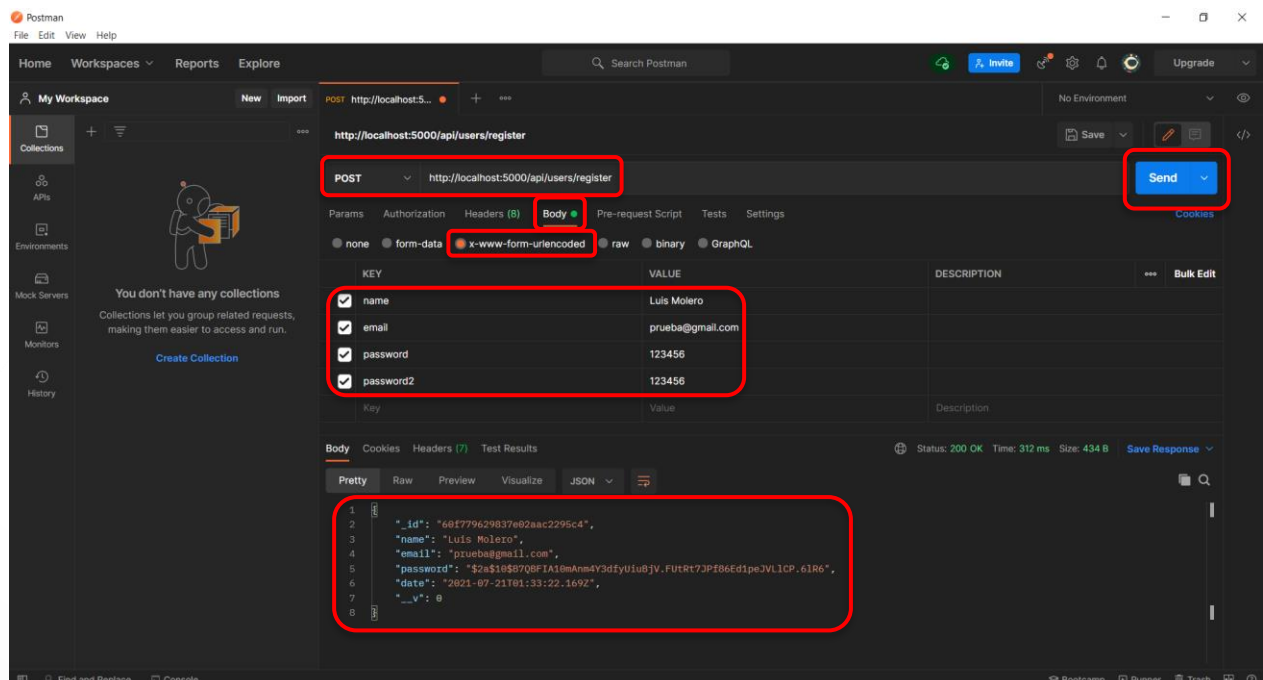 Postman
File Edit View Help
Home Workspaces Reports Explore
Search Postman
Invite
Upgrade
My Workspace New Import
POST http://localhost:5...
No Environment
Collections
APIs
Environments
Mock Servers
Monitors
History
You don't have any collections
Collections let you group related requests,
making them easier to access and run.
Create Collection
http://localhost:5000/api/users/register
Save
POST http://localhost:5000/api/users/register
Send
Params Authorization Headers (8) Body Pre-request Script Tests Settings
Cookies
none form-data x-www-form-urlencoded raw binary GraphQL
KEY VALUE DESCRIPTION Bulk Edit
name Luis Molero
email prueba@gmail.com
password 123456
password2 123456
Key Value Description
Body Cookies Headers (7) Test Results
Status: 200 OK Time: 312 ms Size: 434 B Save Response
Pretty Raw Preview Visualize JSON
1 {
2 "_id": "60f779629837e02aac2295c4",
3 "name": "Luis Molero",
4 "email": "prueba@gmail.com",
5 "password":
6 "date": "2021-07-21T01:33:22.169Z",
7 "__v": 0
8 }
Find and Replace Console
Bootcamp Runner Trash